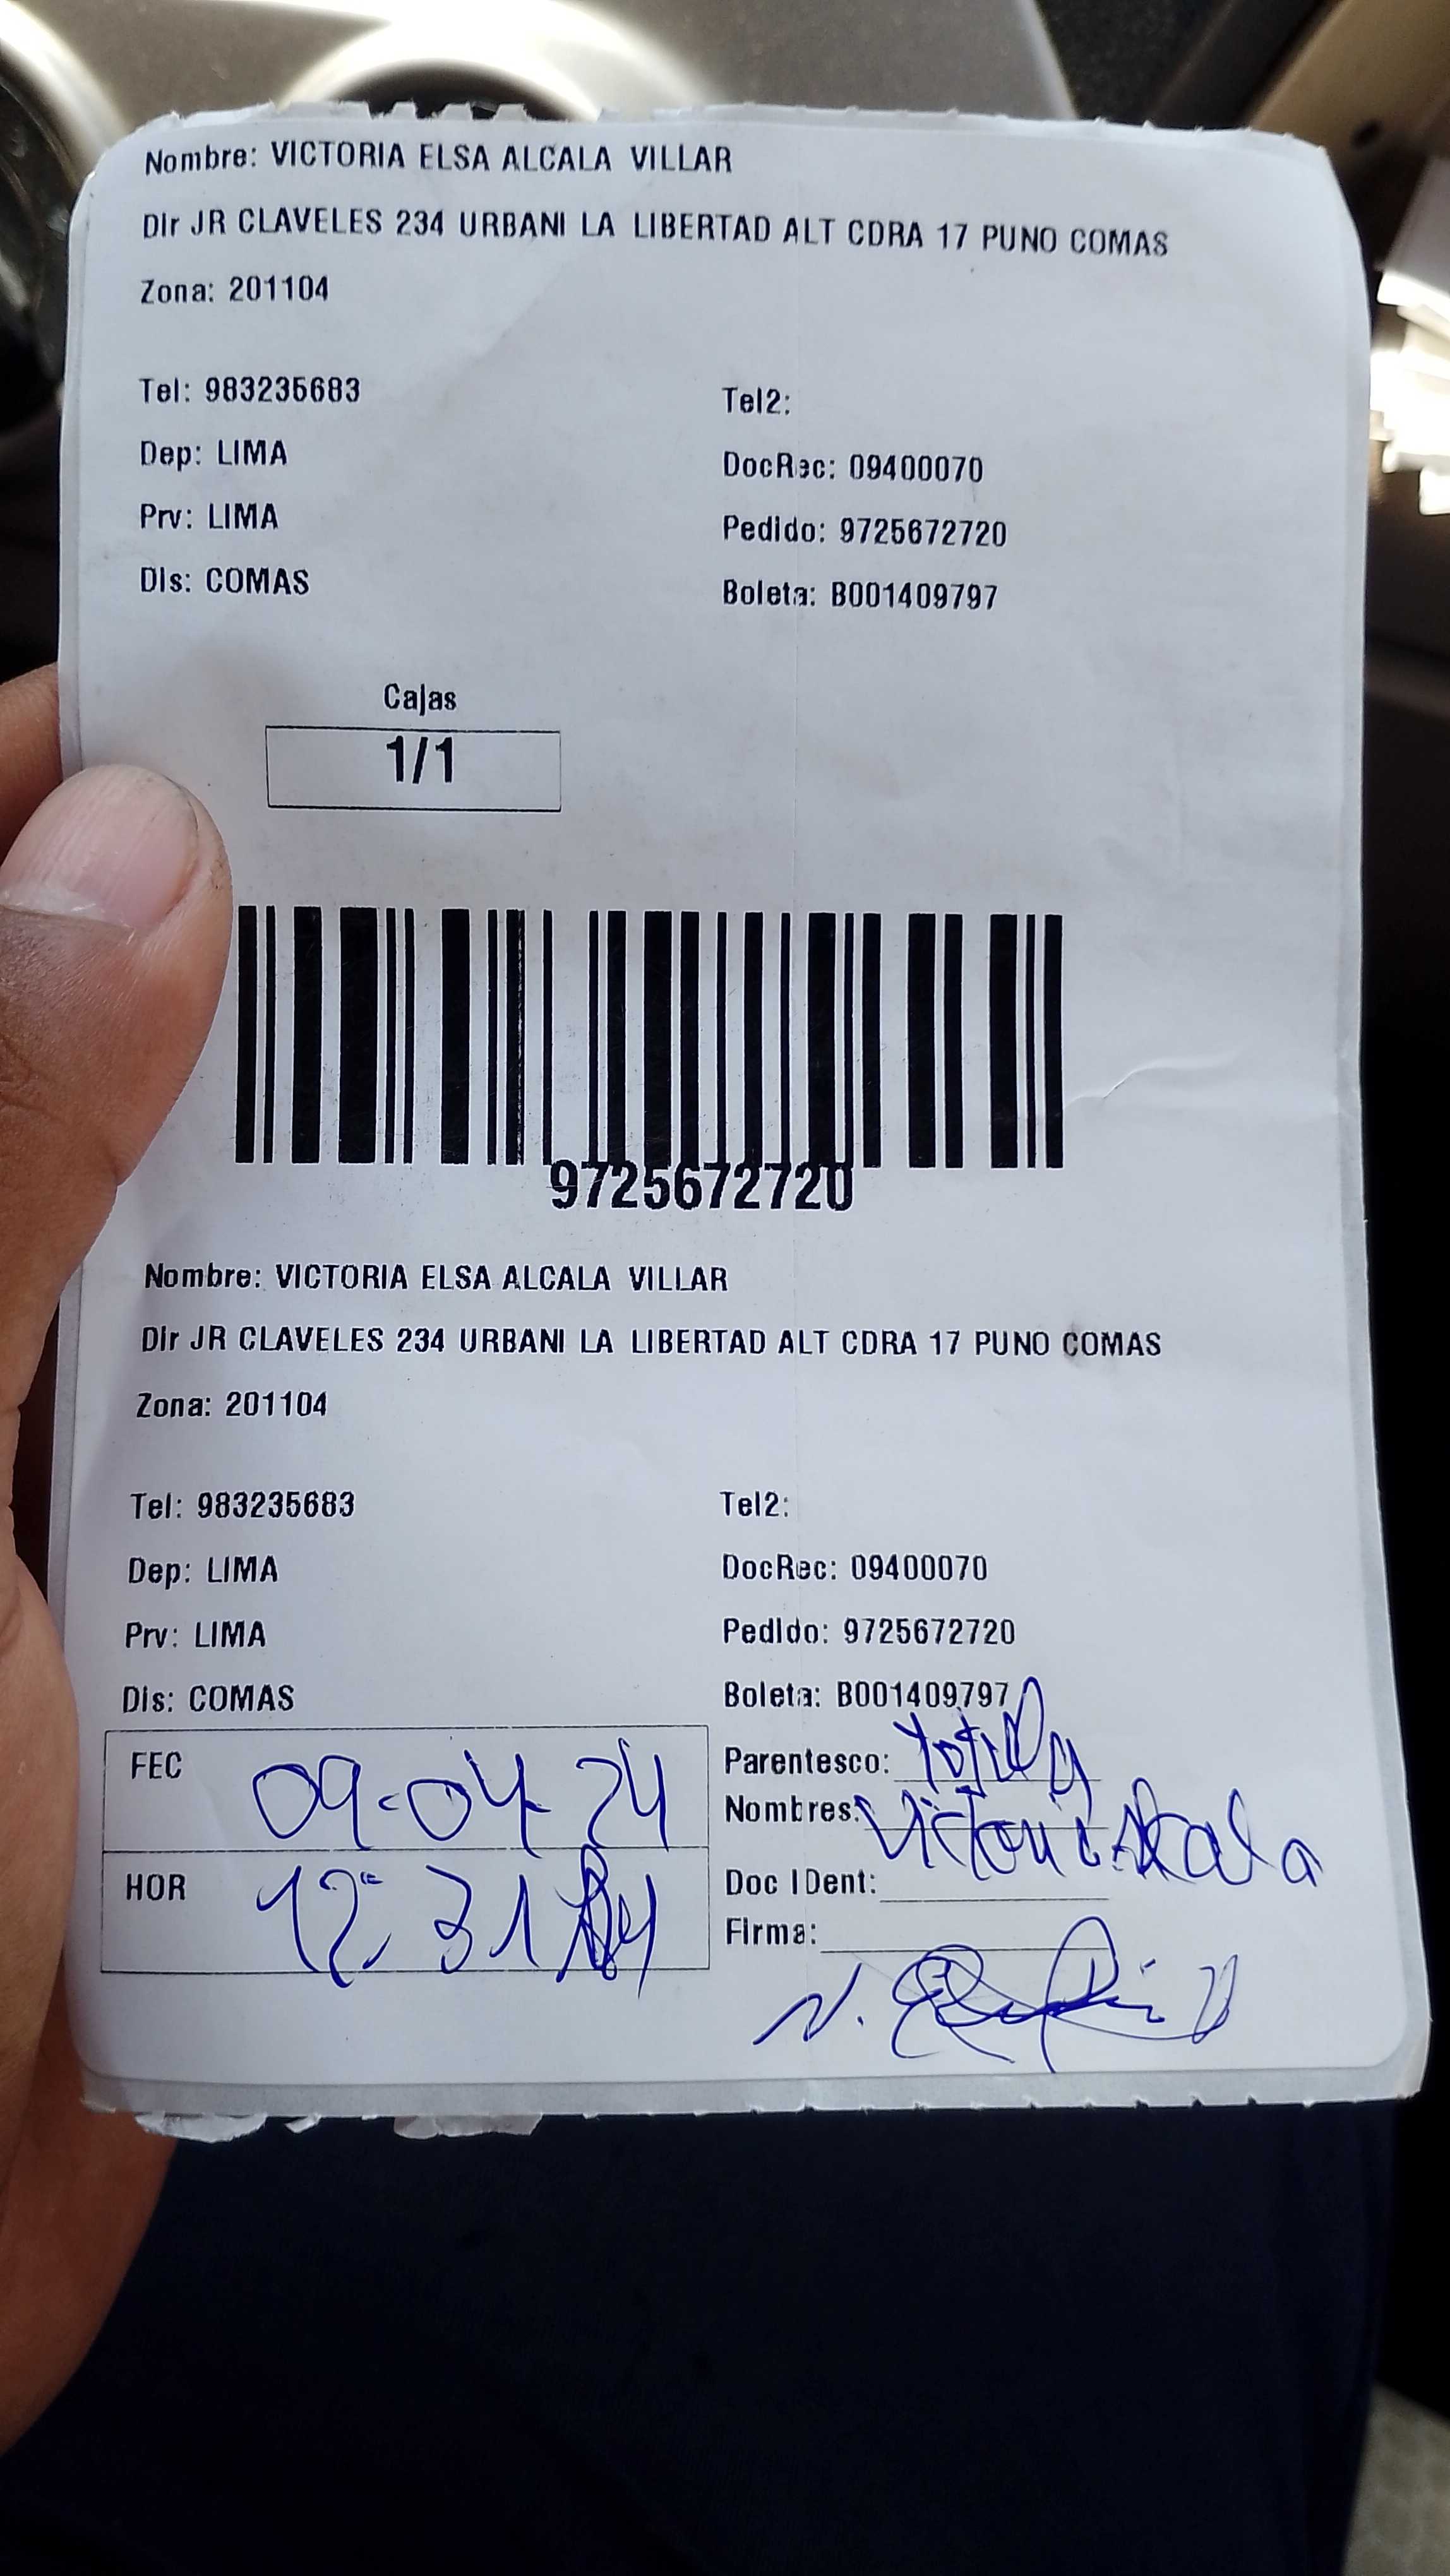 Nombre: VICTORIA ELSA ALCALA VILLAR
Dir JR CLAVELES 234 URBANI LA LIBERTAD ALT CDRA 17 PUNO COMAS
Zona: 201104
Tel: 983235683
Tel2:
Dep: LIMA
DocRec: 09400070
Prv: LIMA
Pedido: 9725672720
Dis: COMAS
Boleta: B001409797
Cajas
1/1
9725672720
Nombre: VICTORIA ELSA ALCALA VILLAR
Dir JR CLAVELES 234 URBANI LA LIBERTAD ALT CDRA 17 PUNO COMAS
Zona: 201104
Tel: 983235683
Tel2:
Dep: LIMA
DocRec: 09400070
Prv: LIMA
Pedido: 9725672720
Dis: COMAS
Boleta: B001409797
FEC 09-04-24
Parentesco:
Nombres: Victoria Alcala
HOR 12:31
Doc IDent:
Firma: